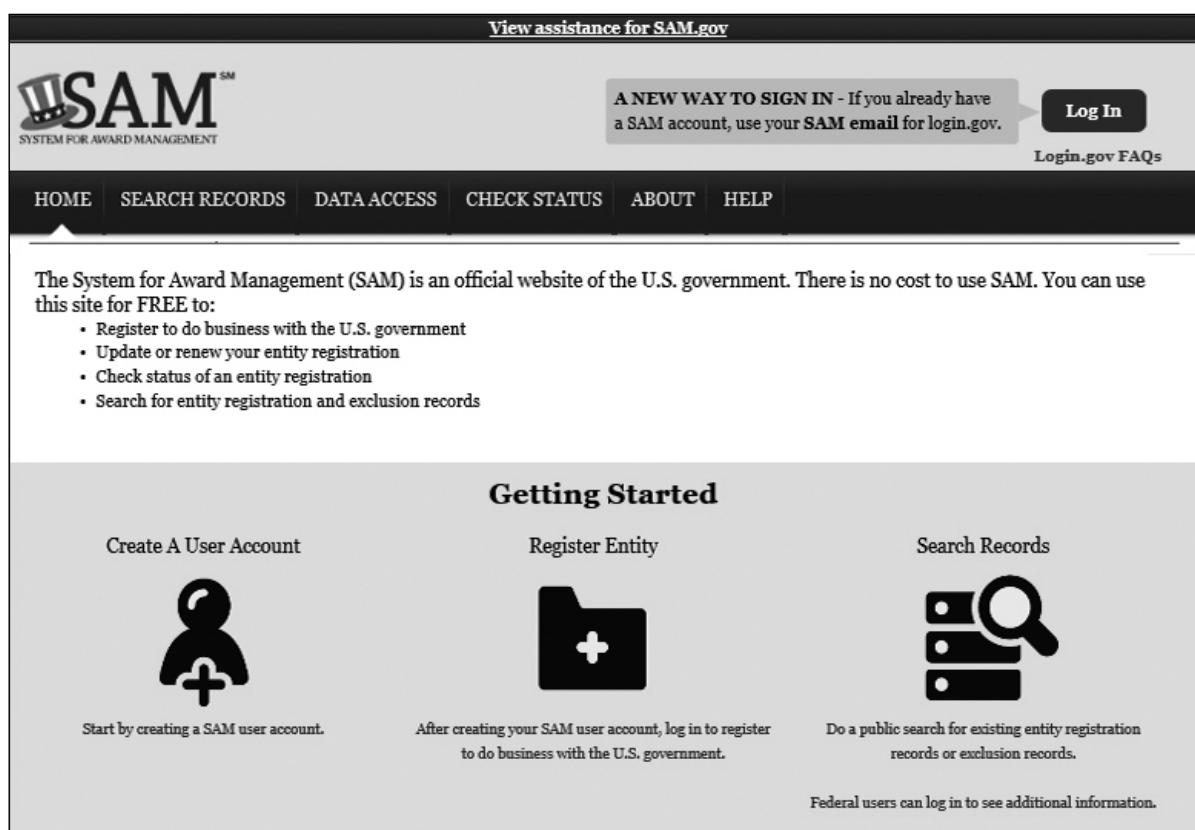 View assistance for SAM.gov
SAM SM
SYSTEM FOR AWARD MANAGEMENT
A NEW WAY TO SIGN IN - If you already have
a SAM account, use your SAM email for login.gov.
Log In
Login.gov FAQs
HOME SEARCH RECORDS DATA ACCESS CHECK STATUS ABOUT HELP
The System for Award Management (SAM) is an official website of the U.S. government. There is no cost to use SAM. You can use
this site for FREE to:
• Register to do business with the U.S. government
• Update or renew your entity registration
• Check status of an entity registration
• Search for entity registration and exclusion records
Getting Started
Create A User Account
Start by creating a SAM user account.
Register Entity
After creating your SAM user account, log in to register
to do business with the U.S. government.
Search Records
Do a public search for existing entity registration
records or exclusion records.
Federal users can log in to see additional information.